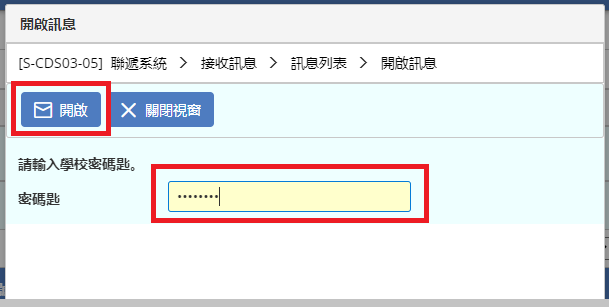 開啟訊息
[S-CDS03-05] 聯遞系統 > 接收訊息 > 訊息列表 > 開啟訊息
開啟 關閉視窗
請輸入學校密碼匙。
密碼匙 ••••••••